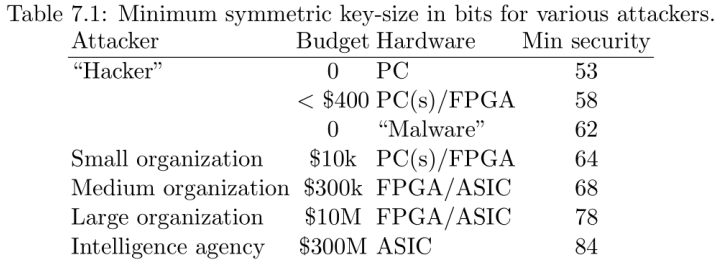 Table 7.1: Minimum symmetric key-size in bits for various attackers.
Attacker Budget Hardware Min security
“Hacker” 0 PC 53
< $400 PC(s)/FPGA 58
0 “Malware” 62
Small organization $10k PC(s)/FPGA 64
Medium organization $300k FPGA/ASIC 68
Large organization $10M FPGA/ASIC 78
Intelligence agency $300M ASIC 84